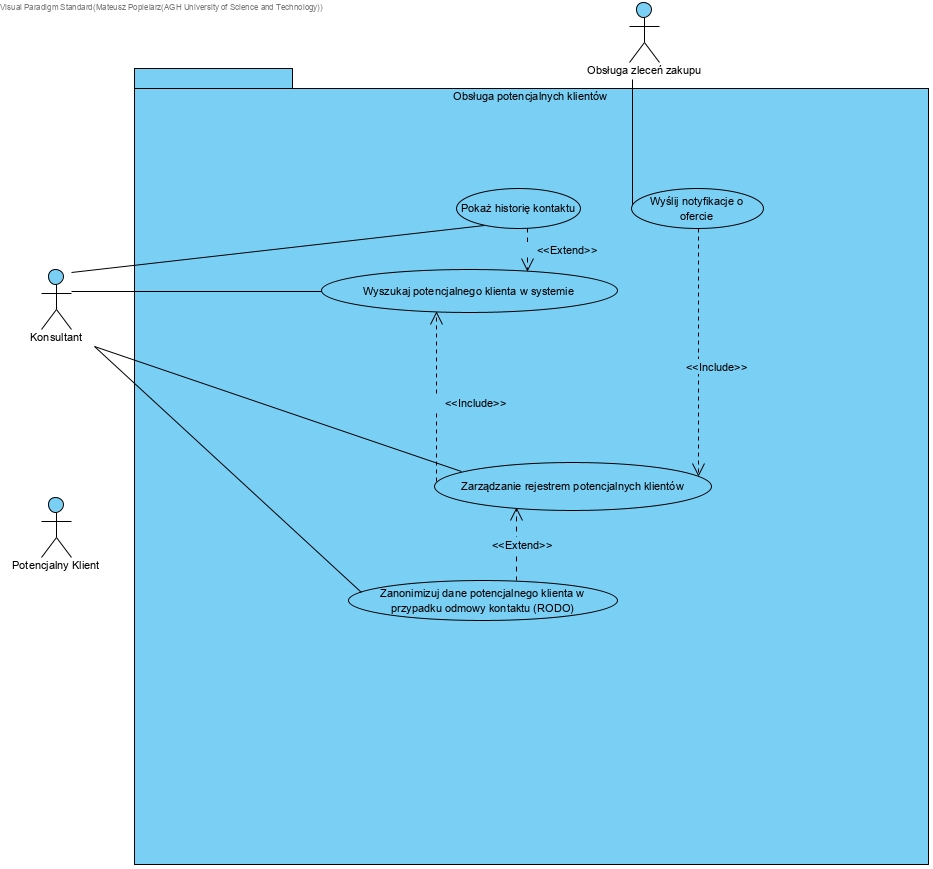 Visual Paradigm Standard(Mateusz Popielarz(AGH University of Science and Technology))
Obsługa zleceń zakupu
Obsługa potencjalnych klientów
Pokaż historię kontaktu
Wyślij notyfikacje o
ofercie
<<Extend>>
Wyszukaj potencjalnego klienta w systemie
Konsultant
<<Include>>
<<Include>>
Zarządzanie rejestrem potencjalnych klientów
<<Extend>>
Potencjalny Klient
Zanonimizuj dane potencjalnego klienta w
przypadku odmowy kontaktu (RODO)